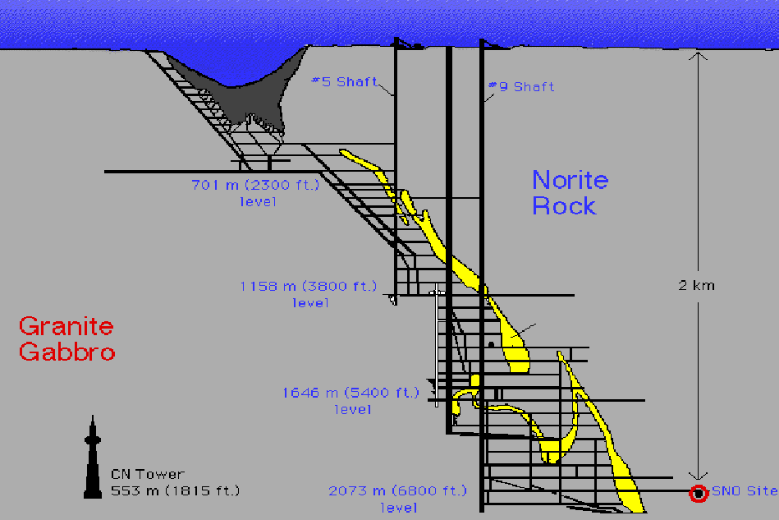 #5 Shaft
#9 Shaft
701 m (2300 ft.)
level
Norite
Rock
1158 m (3800 ft.)
level
2 km
Granite
Gabbro
1646 m (5400 ft.)
level
CN Tower
553 m (1815 ft.)
2073 m (6800 ft.)
level
SNO Site